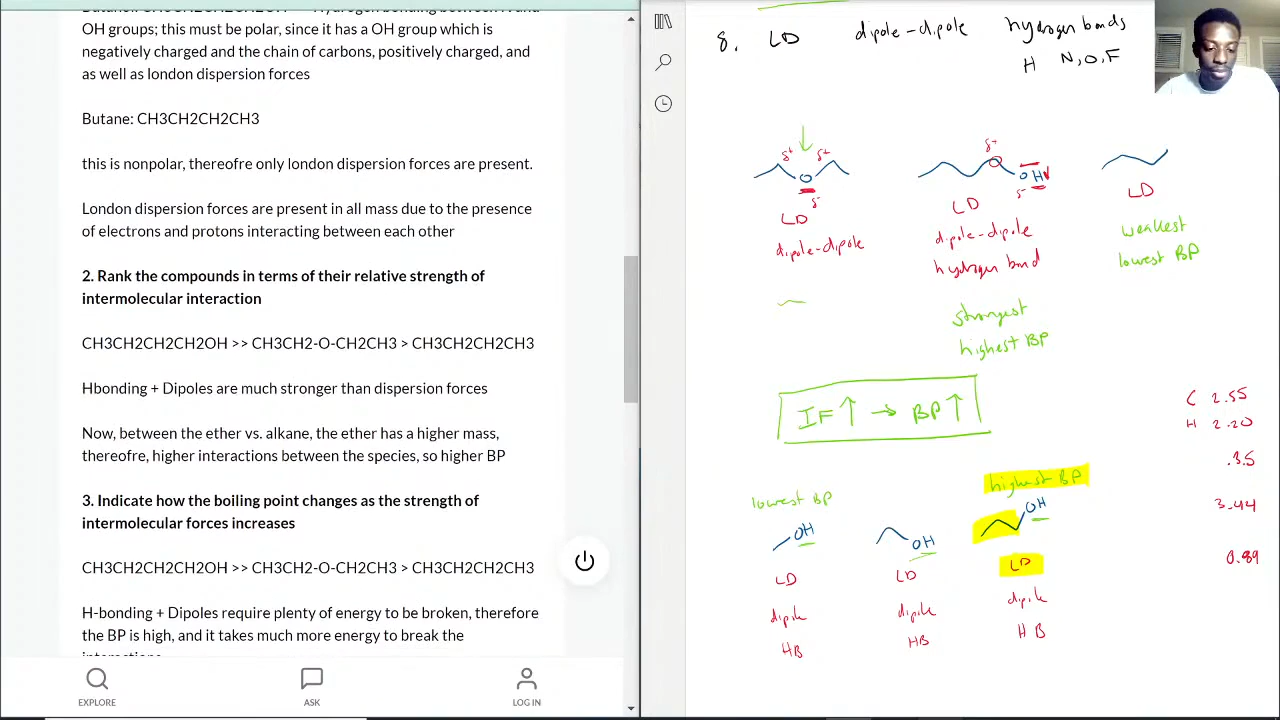 OH groups; this must be polar, since it has a OH group which is
negatively charged and the chain of carbons, positively charged, and
as well as london dispersion forces
Butane: CH3CH2CH2CH3
this is nonpolar, thereofre only london dispersion forces are present.
London dispersion forces are present in all mass due to the presence
of electrons and protons interacting between each other
2. Rank the compounds in terms of their relative strength of
intermolecular interaction
CH3CH2CH2CH2OH >> CH3CH2-O-CH2CH3 > CH3CH2CH2CH3
Hbonding + Dipoles are much stronger than dispersion forces
Now, between the ether vs. alkane, the ether has a higher mass,
thereofre, higher interactions between the species, so higher BP
3. Indicate how the boiling point changes as the strength of
intermolecular forces increases
CH3CH2CH2CH2OH >> CH3CH2-O-CH2CH3 > CH3CH2CH2CH3
H-bonding + Dipoles require plenty of energy to be broken, therefore
the BP is high, and it takes much more energy to break the
EXPLORE
ASK
LOG IN
8. LD dipole-dipole hydrogen bonds
H N,O,F
δ+ δ+ δ+
O OH
δ- δ-
LD LD LD
dipole-dipole dipole-dipole weakest
hydrogen bond lowest BP
strongest
highest BP
IF↑ → BP↑
C 2.55
H 2.20
.35
3.44
0.89
lowest BP highest BP
OH OH OH
LD LD LD
dipole dipole dipole
HB HB HB